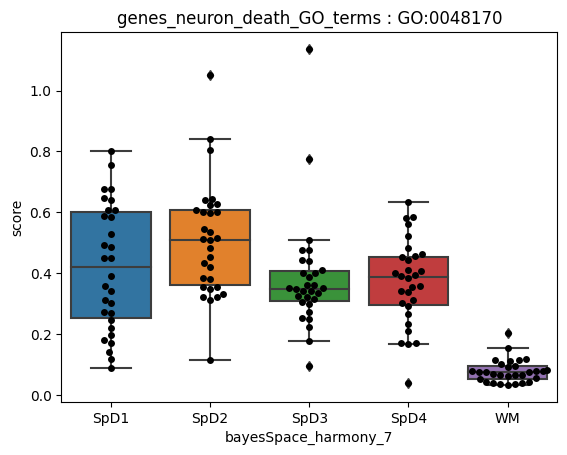 genes_neuron_death_GO_terms : GO:0048170
1.0
0.8
0.6
0.4
0.2
0.0
score
SpD1 SpD2 SpD3 SpD4 WM
bayesSpace_harmony_7